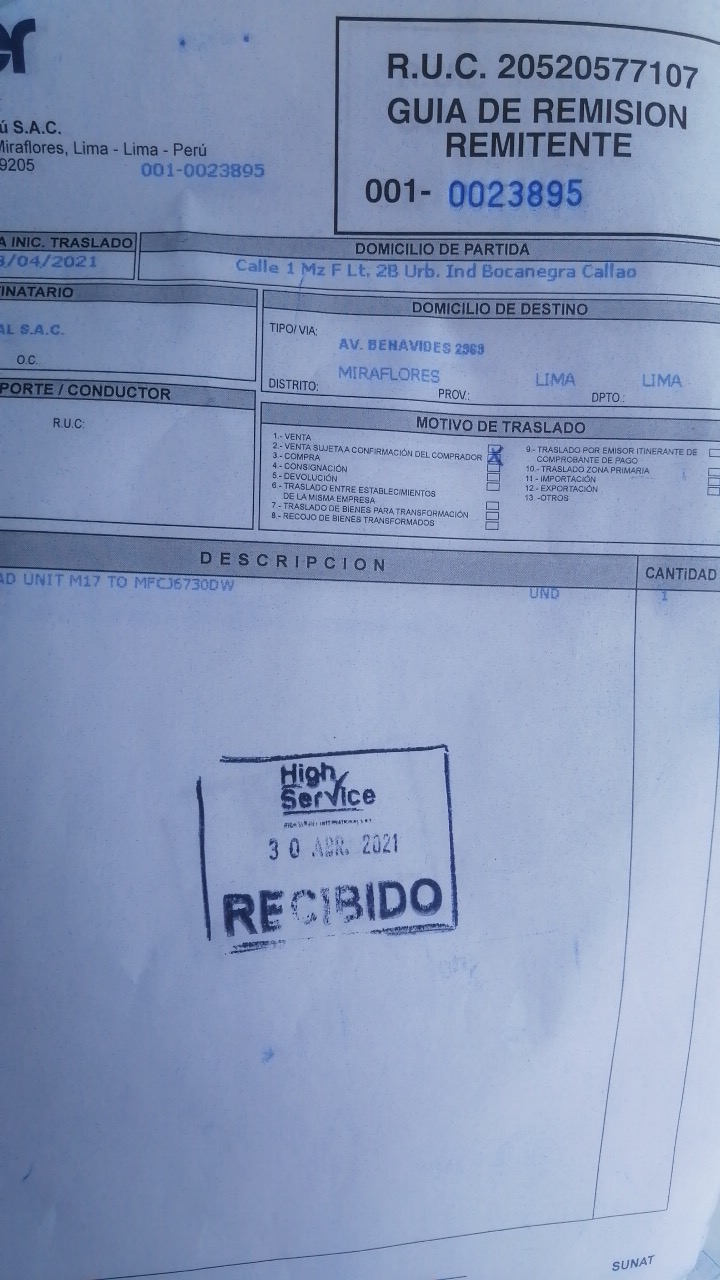 er
R.U.C. 20520577107
GUIA DE REMISION
REMITENTE
001- 0023895
ú S.A.C.
Miraflores, Lima - Lima - Perú
9205
001-0023895
A INIC. TRASLADO
3/04/2021
DOMICILIO DE PARTIDA
Calle 1 Mz F Lt. 2B Urb. Ind Bocanegra Callao
INATARIO
AL S.A.C.
O.C.
DOMICILIO DE DESTINO
TIPO/VIA:
AV. BENAVIDES 2969
MIRAFLORES LIMA LIMA
DISTRITO: PROV.: DPTO.:
PORTE / CONDUCTOR
R.U.C:
MOTIVO DE TRASLADO
1.- VENTA
2.- VENTA SUJETA A CONFIRMACIÓN DEL COMPRADOR
3.- COMPRA
4.- CONSIGNACIÓN
5.- DEVOLUCIÓN
6.- TRASLADO ENTRE ESTABLECIMIENTOS
DE LA MISMA EMPRESA
7.- TRASLADO DE BIENES PARA TRANSFORMACIÓN
8.- RECOJO DE BIENES TRANSFORMADOS
9.- TRASLADO POR EMISOR ITINERANTE DE
COMPROBANTE DE PAGO
10.- TRASLADO ZONA PRIMARIA
11.- IMPORTACIÓN
12.- EXPORTACIÓN
13. -OTROS
DESCRIPCION CANTIDAD
AD UNIT M17 TO MFCJ6730DW UND 1
High
Service
30 ABR. 2021
RECIBIDO
SUNAT